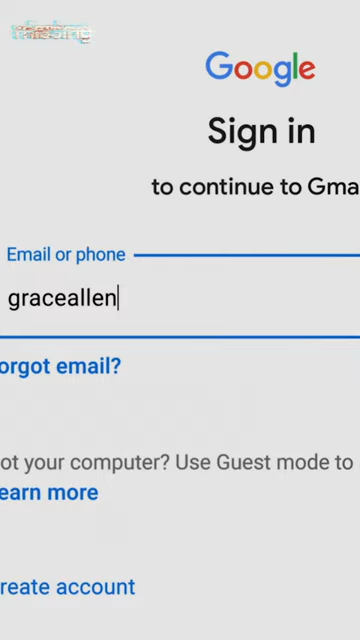 missing
Google
Sign in
to continue to Gma
Email or phone
graceallen
orgot email?
ot your computer? Use Guest mode to
earn more
reate account